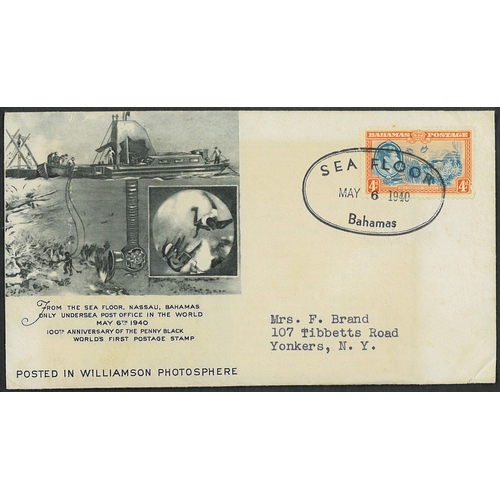 BAHAMAS POSTAGE
4D 4D
SEA FLOOR
MAY 6 1940
Bahamas
FROM THE SEA FLOOR, NASSAU, BAHAMAS
ONLY UNDERSEA POST OFFICE IN THE WORLD
MAY 6TH 1940
100TH ANNIVERSARY OF THE PENNY BLACK
WORLD'S FIRST POSTAGE STAMP
POSTED IN WILLIAMSON PHOTOSPHERE
Mrs. F. Brand
107 Tibbetts Road
Yonkers, N. Y.